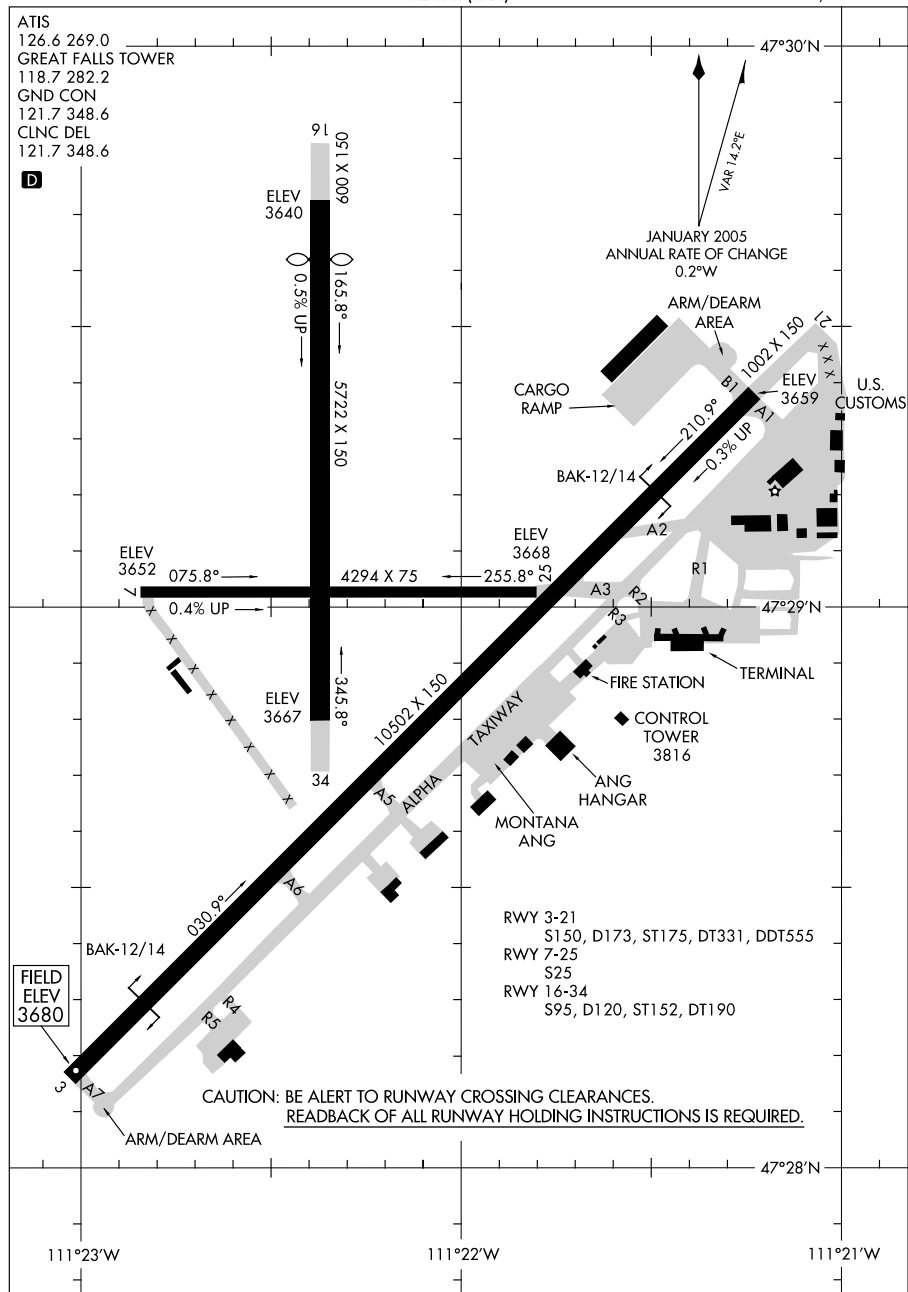 ATIS
126.6 269.0
GREAT FALLS TOWER
118.7 282.2
GND CON
121.7 348.6
CLNC DEL
121.7 348.6
D
47°30'N
VAR 14.2°E
JANUARY 2005
ANNUAL RATE OF CHANGE
0.2°W
16
600 X 150
ELEV
3640
0.5% UP
165.8°
5722 X 150
ARM/DEARM
AREA
1002 X 150
21
X X X
CARGO
RAMP
B1
A1
ELEV
3659
U.S.
CUSTOMS
210.9°
0.3% UP
BAK-12/14
A2
ELEV
3652
075.8°
4294 X 75
255.8°
ELEV
3668
25
7
0.4% UP
A3
R1
R2
R3
47°29'N
X X X X X X X
TERMINAL
FIRE STATION
345.8°
ELEV
3667
34
10502 X 150
ALPHA TAXIWAY
CONTROL
TOWER
3816
ANG
HANGAR
MONTANA
ANG
A5
A6
030.9°
BAK-12/14
RWY 3-21
S150, D173, ST175, DT331, DDT555
RWY 7-25
S25
RWY 16-34
S95, D120, ST152, DT190
FIELD
ELEV
3680
R4
R5
3
A7
CAUTION: BE ALERT TO RUNWAY CROSSING CLEARANCES.
READBACK OF ALL RUNWAY HOLDING INSTRUCTIONS IS REQUIRED.
ARM/DEARM AREA
47°28'N
111°23'W
111°22'W
111°21'W